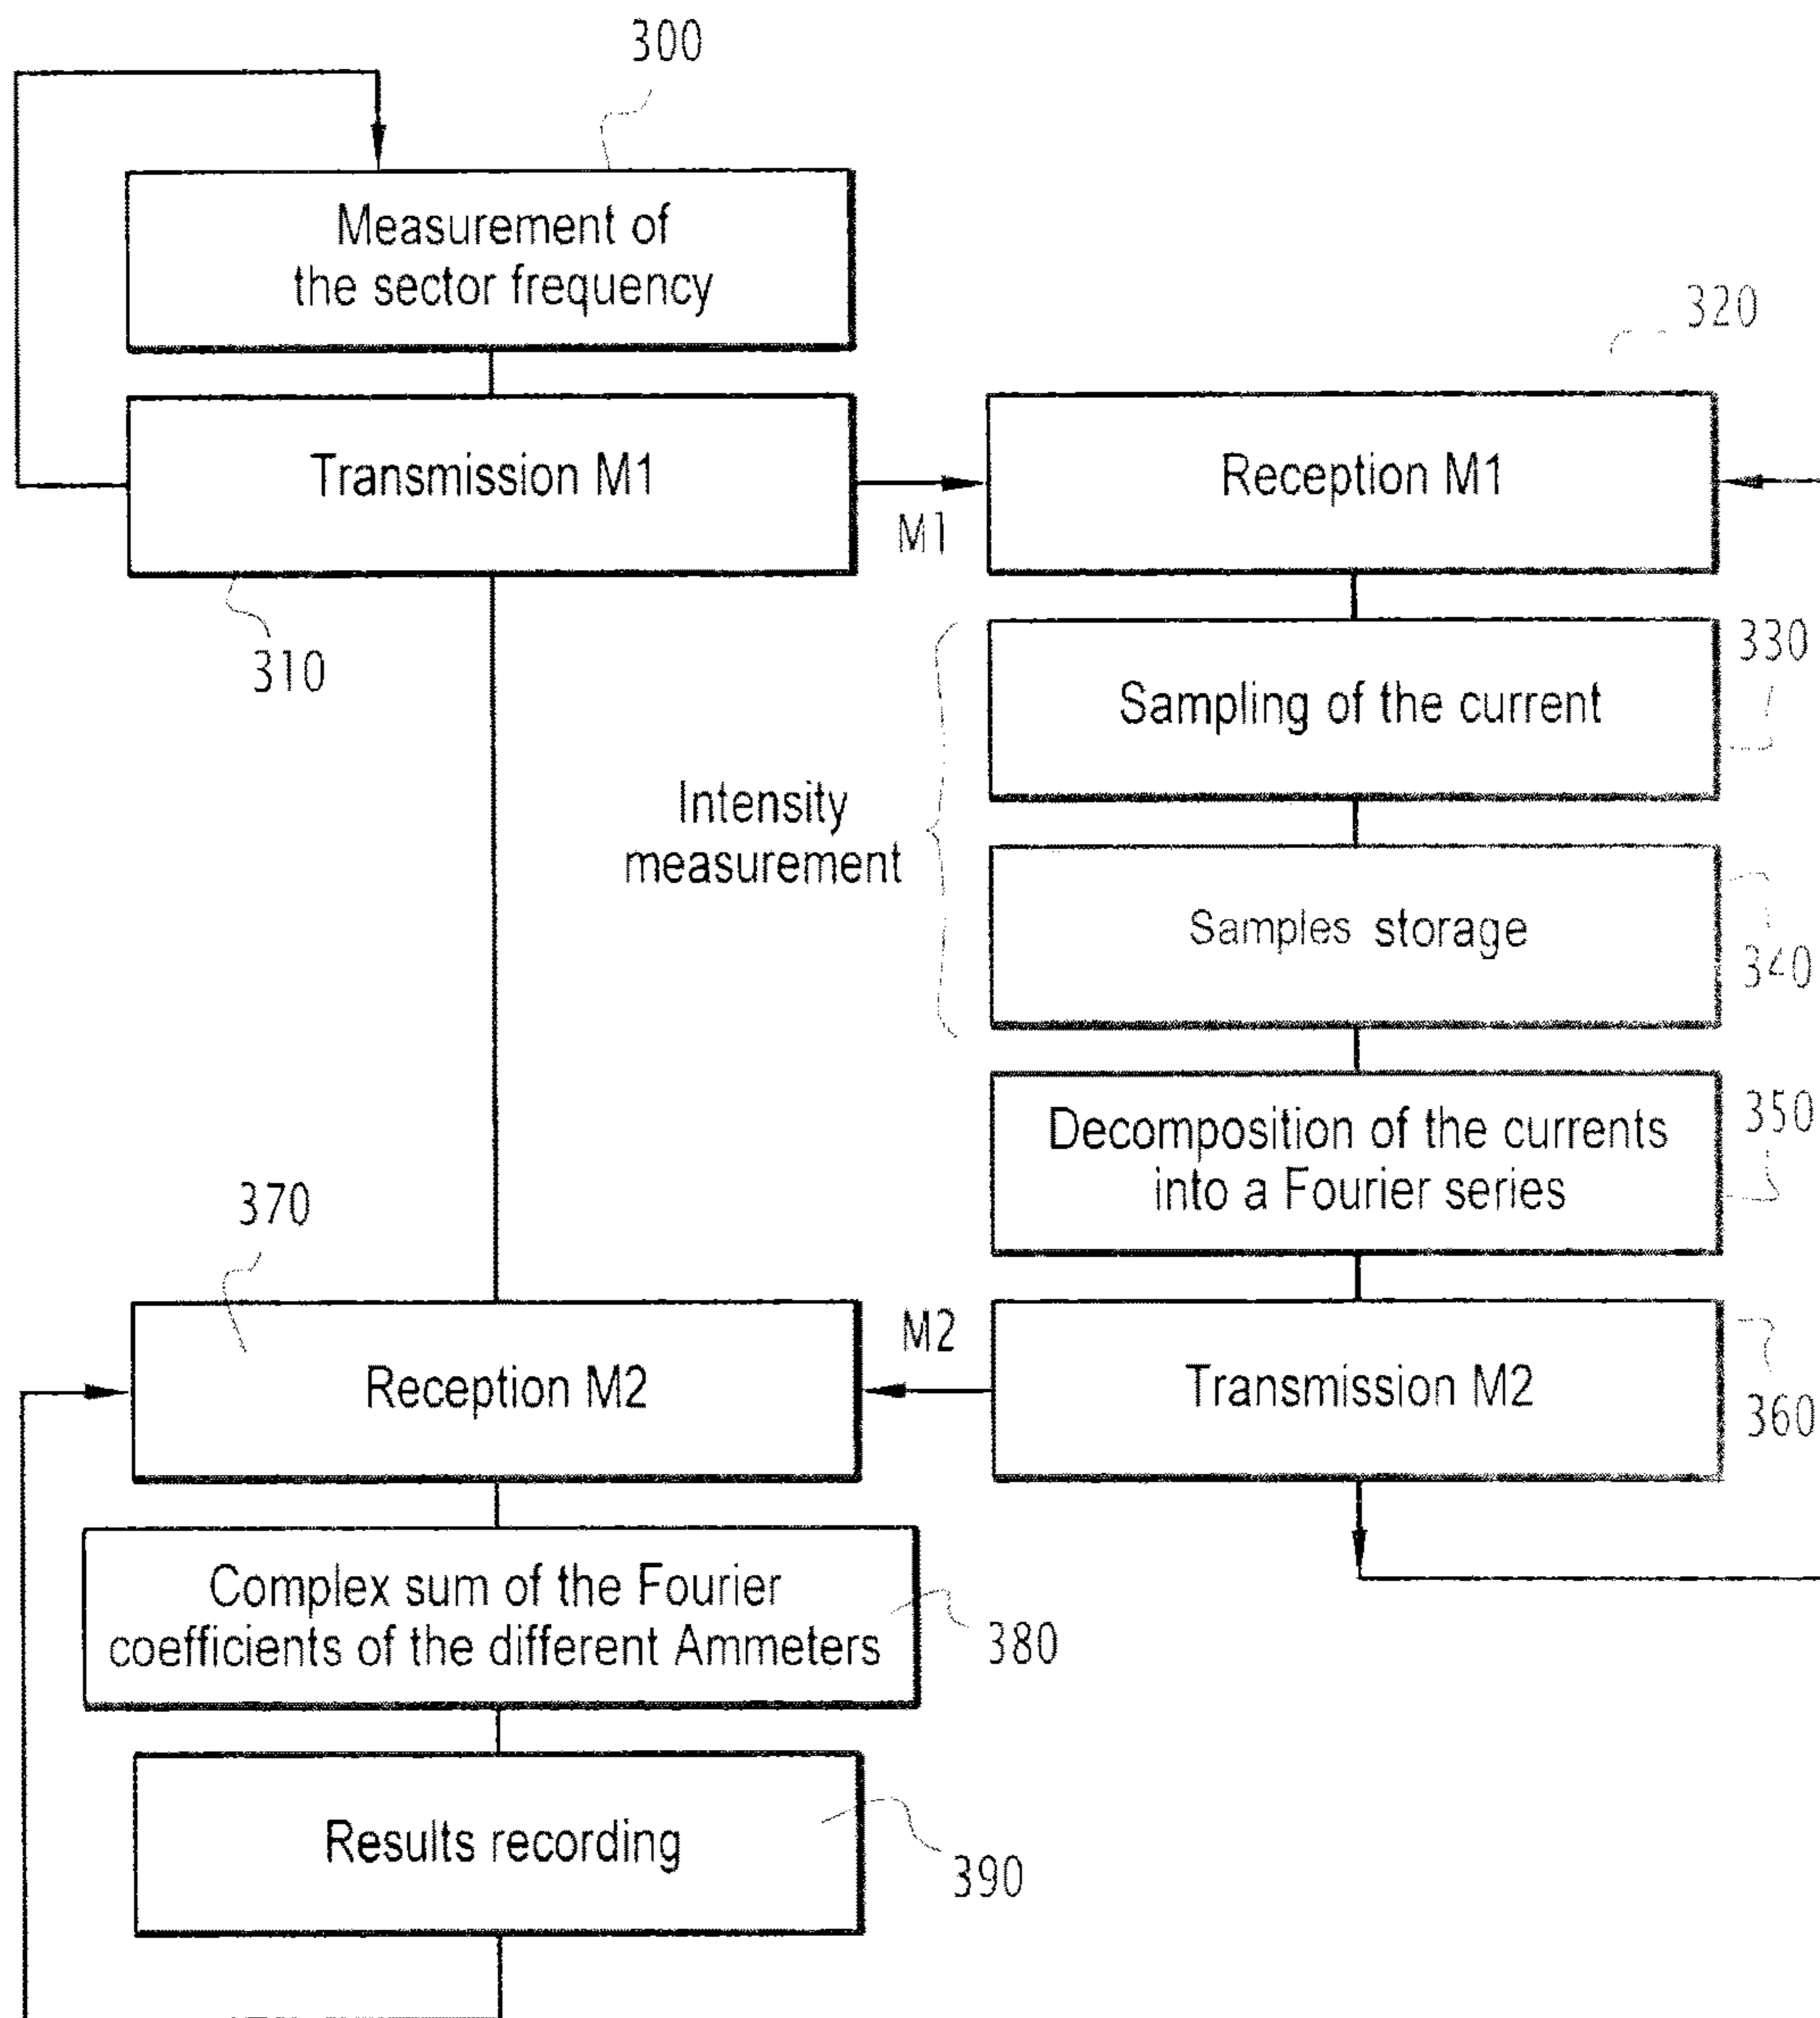 300
Measurement of
the sector frequency
320
Transmission M1
M1
Reception M1
310
330
Sampling of the current
Intensity
measurement
Samples storage
340
Decomposition of the currents
into a Fourier series
350
370
Reception M2
M2
Transmission M2
360
Complex sum of the Fourier
coefficients of the different Ammeters
380
Results recording
390